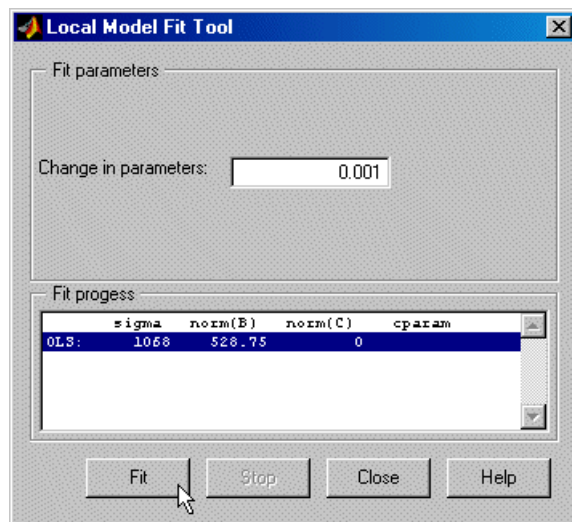 Local Model Fit Tool
Fit parameters
Change in parameters: 0.001
Fit progess
sigma norm(B) norm(C) cparam
OLS: 1068 528.75 0
Fit Stop Close Help